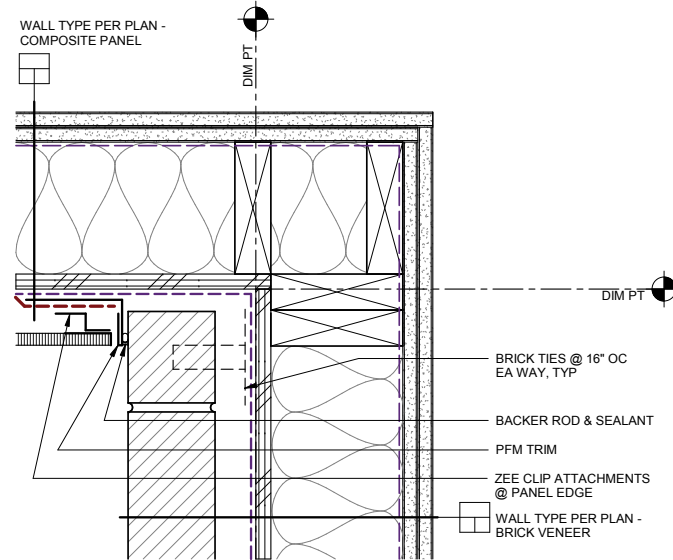 WALL TYPE PER PLAN -
COMPOSITE PANEL
DIM PT
DIM PT
BRICK TIES @ 16" OC
EA WAY, TYP
BACKER ROD & SEALANT
PFM TRIM
ZEE CLIP ATTACHMENTS
@ PANEL EDGE
WALL TYPE PER PLAN -
BRICK VENEER